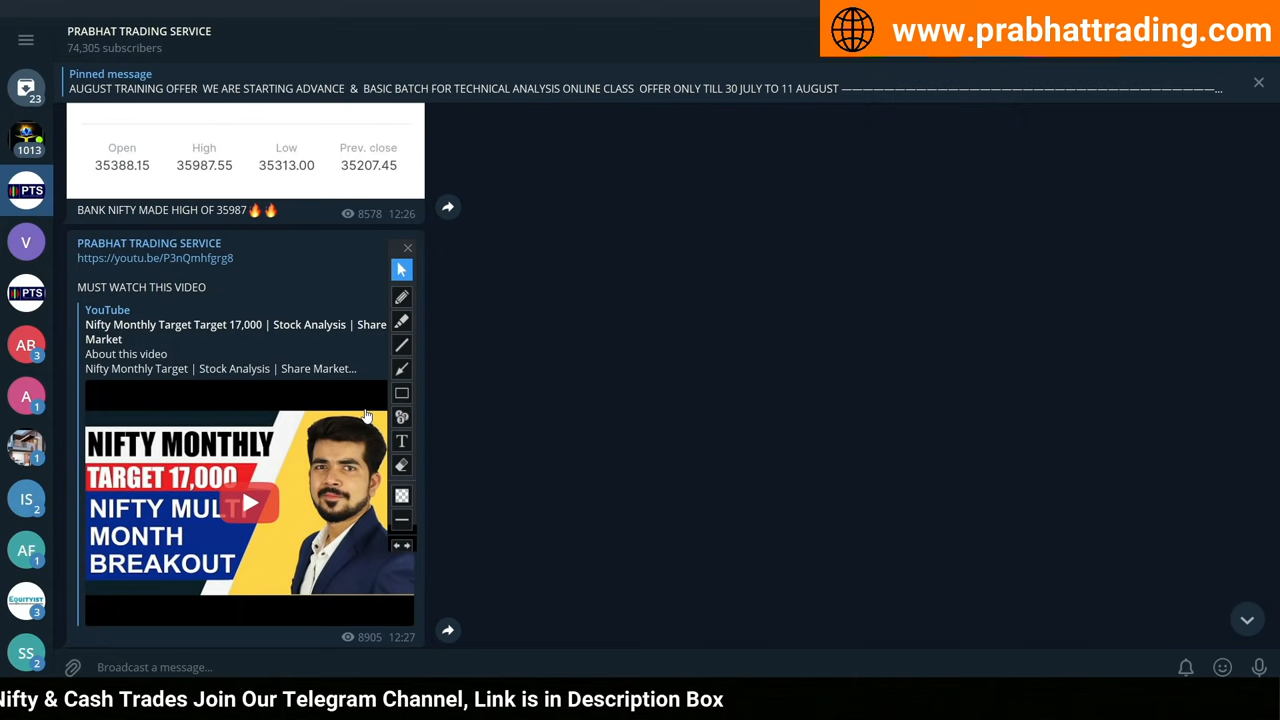 PRABHAT TRADING SERVICE
74,305 subscribers
www.prabhattrading.com
Pinned message
AUGUST TRAINING OFFER WE ARE STARTING ADVANCE & BASIC BATCH FOR TECHNICAL ANALYSIS ONLINE CLASS OFFER ONLY TILL 30 JULY TO 11 AUGUST ———————————————————————————————————...
23
1013
PTS
V
PTS
AB 3
A 1
1
IS 2
AF 1
EQUITYIST 3
SS 2
Open High Low Prev. close
35388.15 35987.55 35313.00 35207.45
BANK NIFTY MADE HIGH OF 35987🔥🔥 8578 12:26
PRABHAT TRADING SERVICE
https://youtu.be/P3nQmhfgrg8
MUST WATCH THIS VIDEO
YouTube
Nifty Monthly Target Target 17,000 | Stock Analysis | Share
Market
About this video
Nifty Monthly Target | Stock Analysis | Share Market...
NIFTY MONTHLY
TARGET 17,000
NIFTY MULT
MONTH
BREAKOUT
T
8905 12:27
Broadcast a message...
Nifty & Cash Trades Join Our Telegram Channel, Link is in Description Box